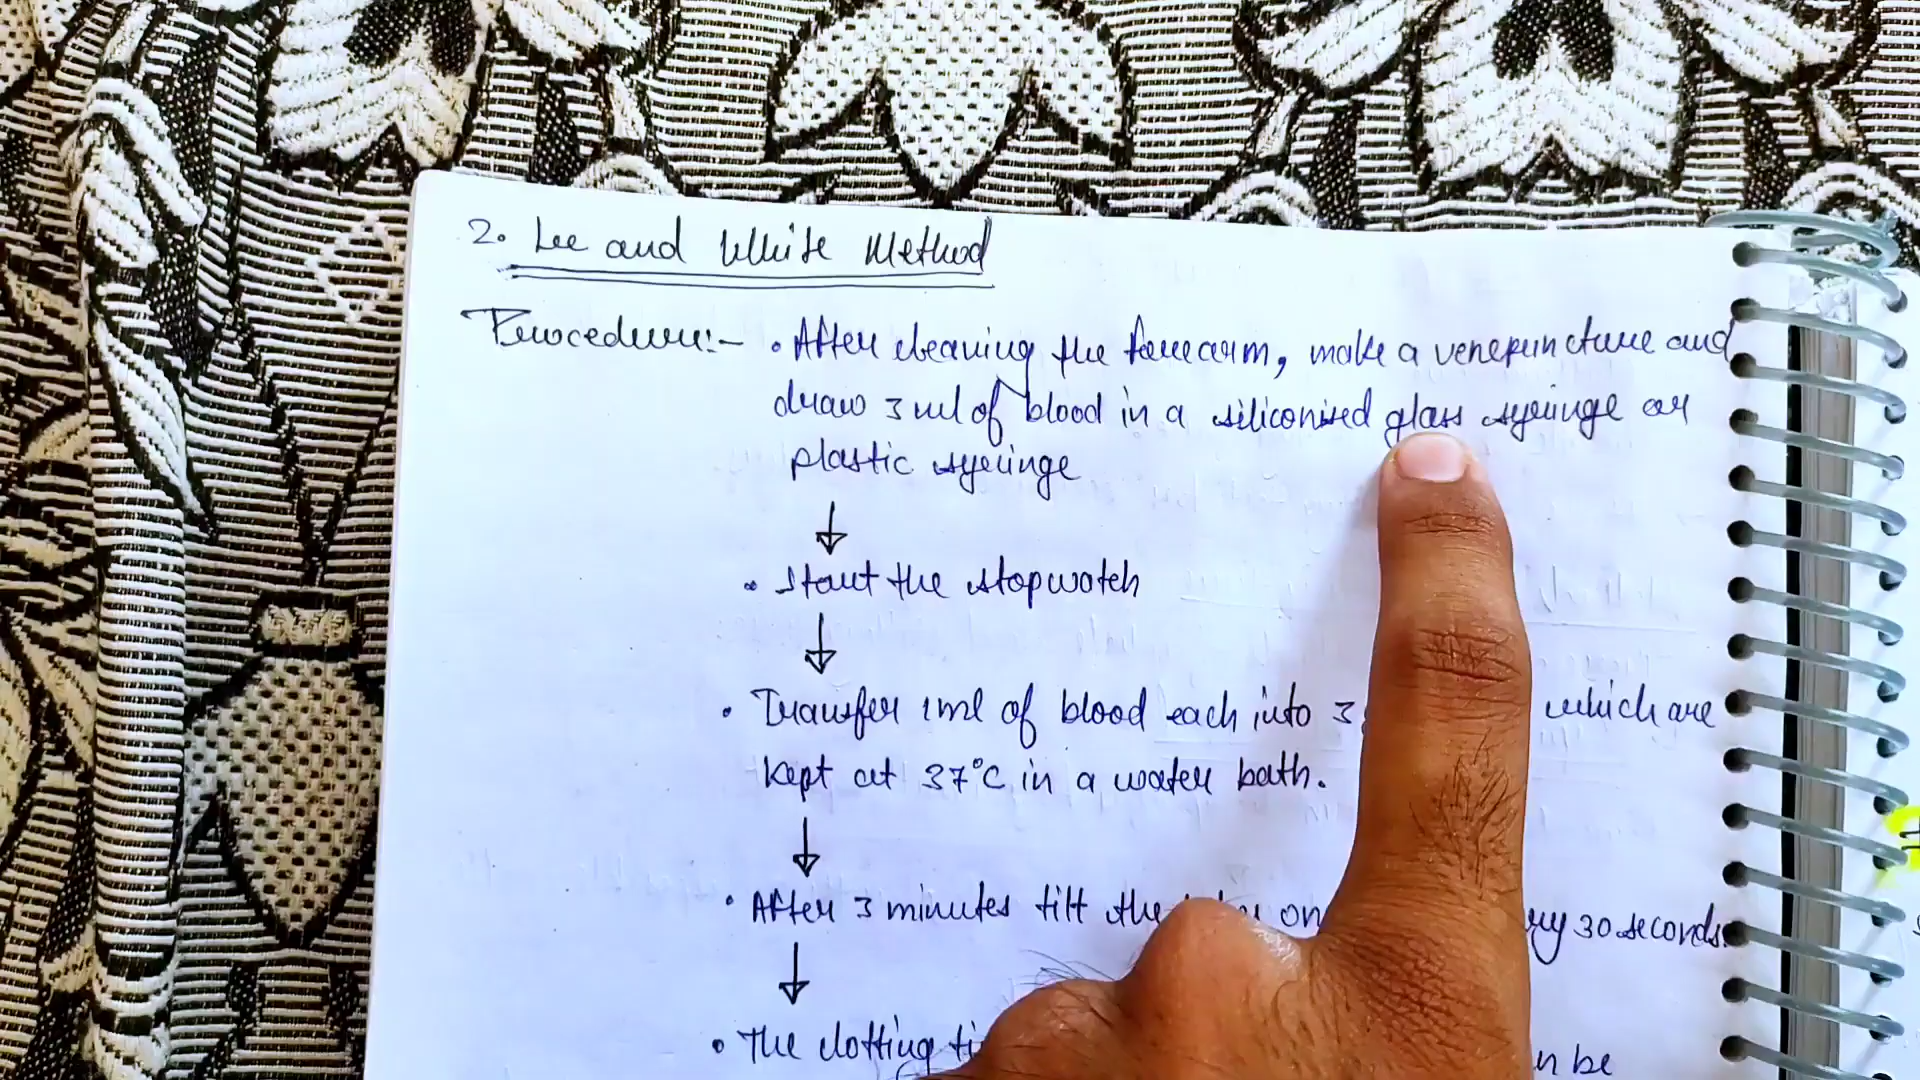 2. Lee and White Method
Procedure:- • After cleaning the forearm, make a venepuncture and
draw 3 ml of blood in a siliconised glass syringe or
plastic syringe
• Start the stopwatch
• Transfer 1ml of blood each into 3 which are
kept at 37°C in a water bath.
• After 3 minutes tilt the 30 seconds.
• The clotting be